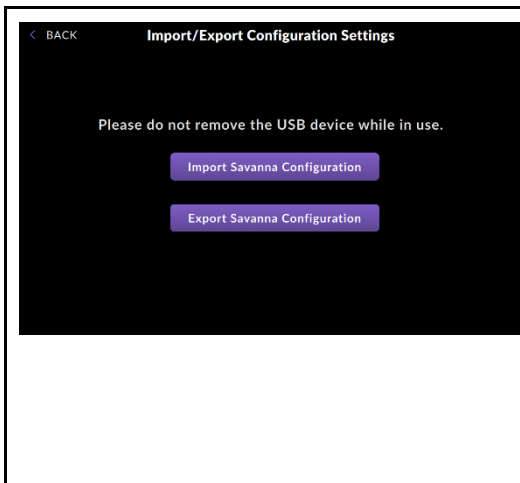 < BACK Import/Export Configuration Settings
Please do not remove the USB device while in use.
Import Savanna Configuration
Export Savanna Configuration